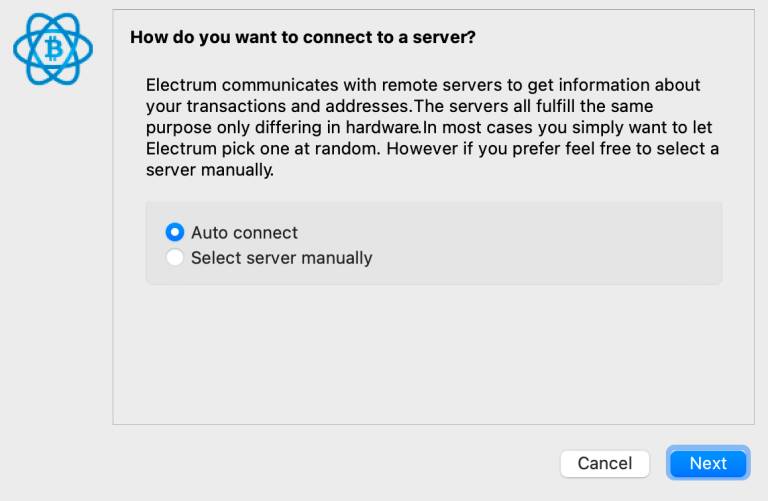 How do you want to connect to a server?
Electrum communicates with remote servers to get information about
your transactions and addresses.The servers all fulfill the same
purpose only differing in hardware.In most cases you simply want to let
Electrum pick one at random. However if you prefer feel free to select a
server manually.
Auto connect
Select server manually
Cancel
Next